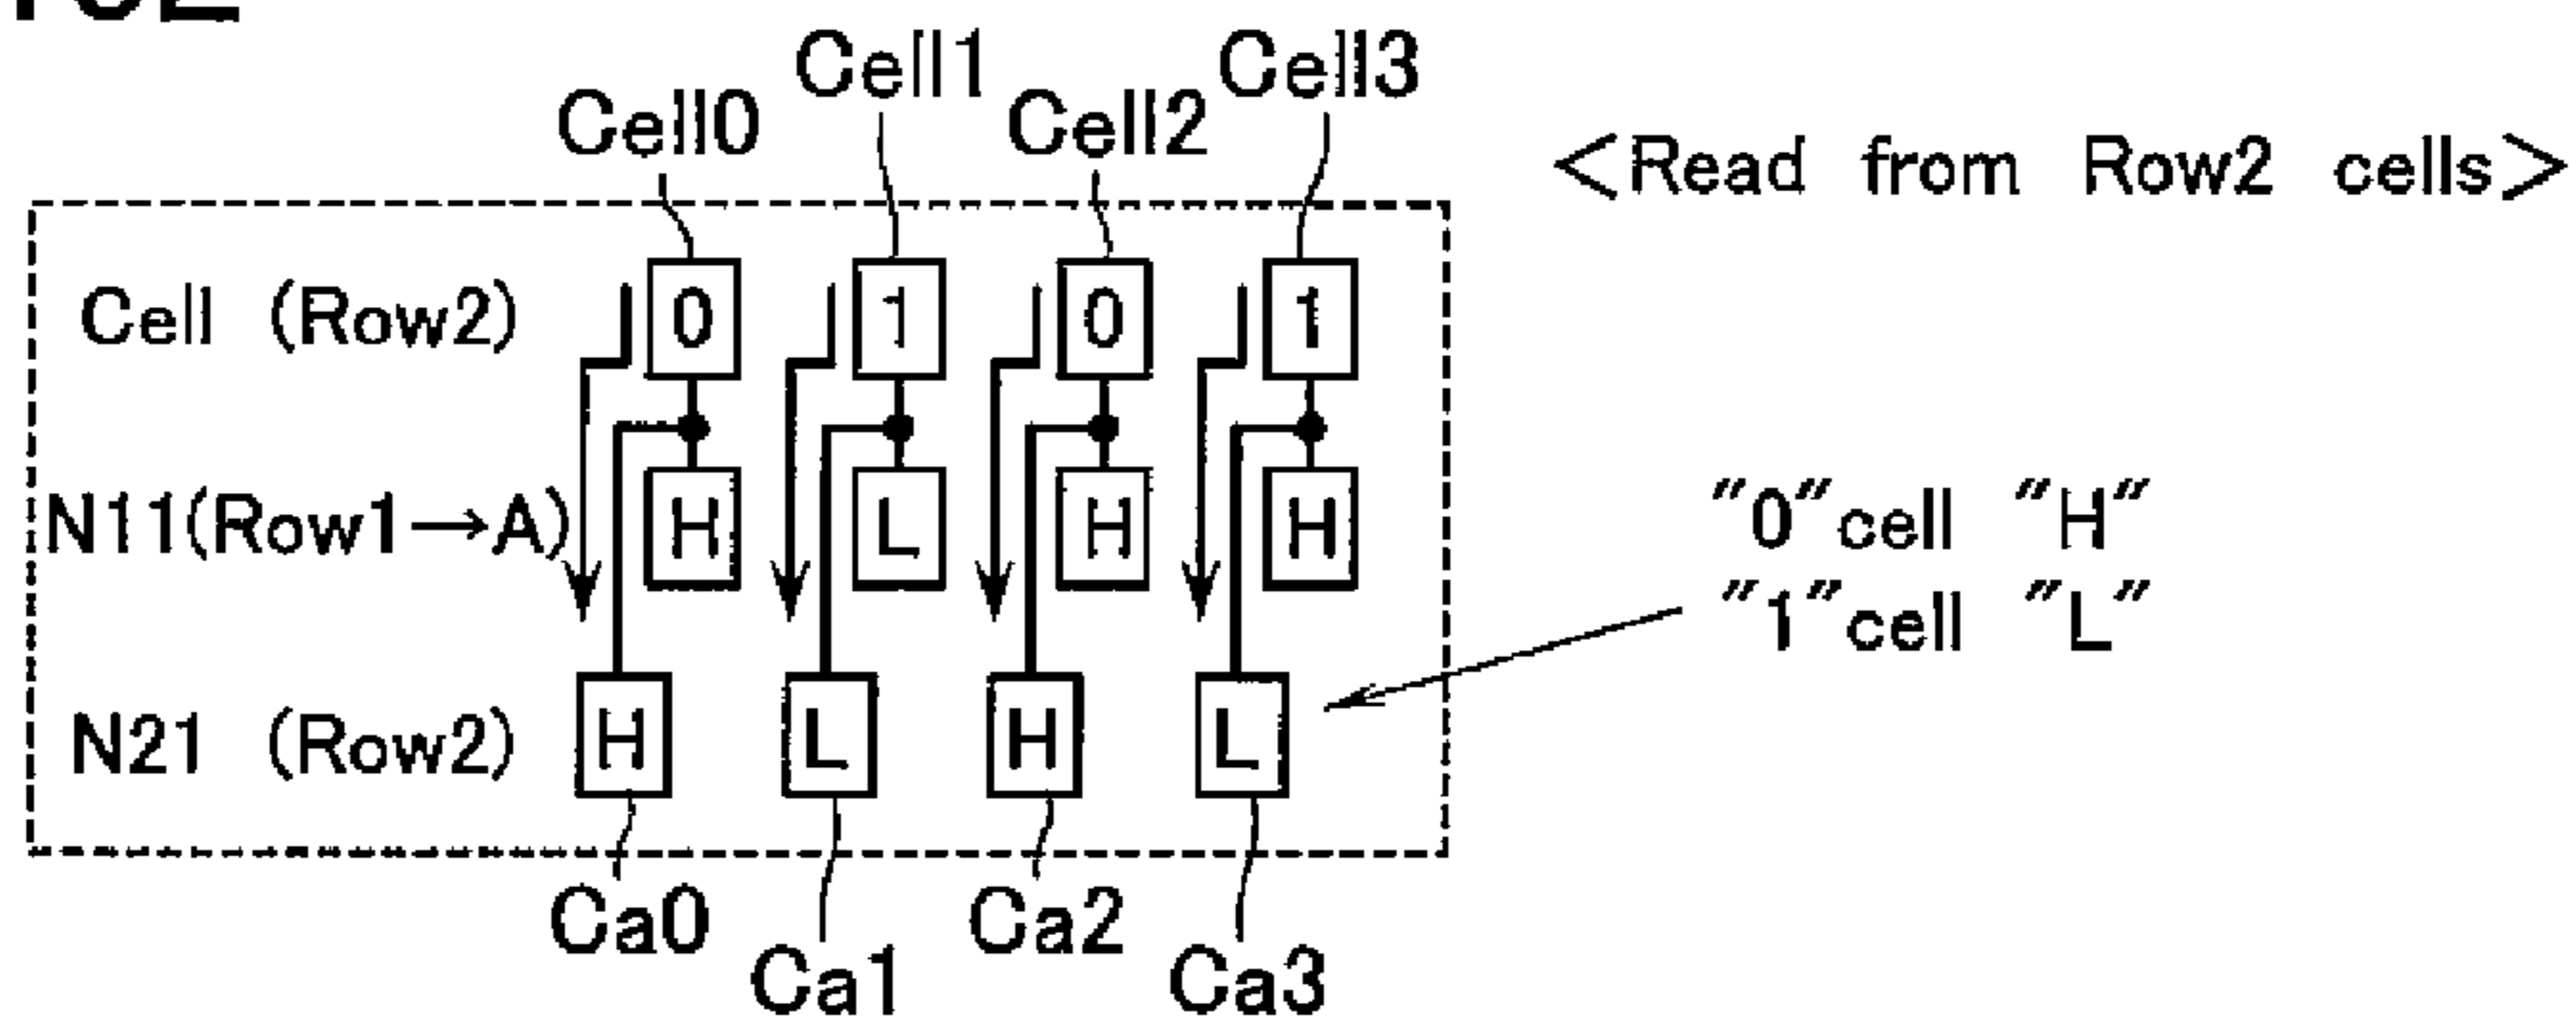 Cell0 Cell1 Cell2 Cell3
<Read from Row2 cells>
Cell (Row2) 0 1 0 1
N11(Row1→A) H L H H
"0"cell "H"
"1"cell "L"
N21 (Row2) H L H L
Ca0 Ca1 Ca2 Ca3